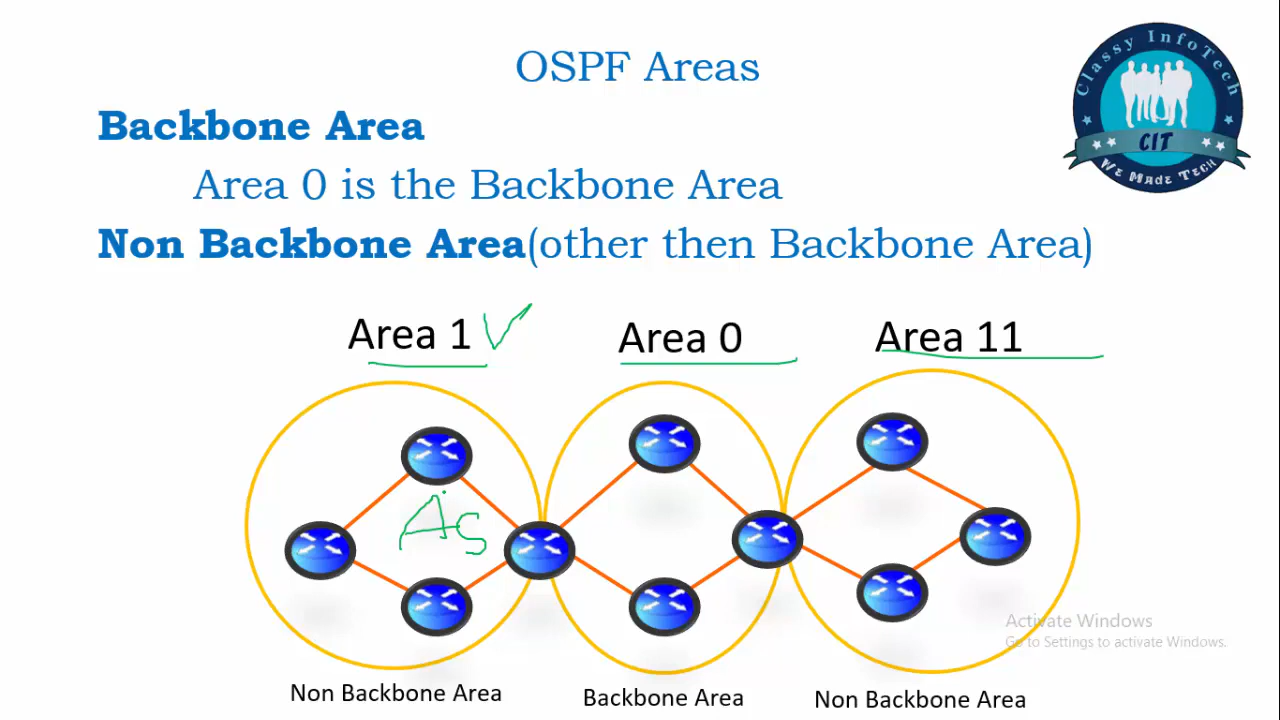 OSPF Areas
Classy InfoTech
CIT
We Made Tech
Backbone Area
Area 0 is the Backbone Area
Non Backbone Area(other then Backbone Area)
Area 1
Area 0
Area 11
As
Activate Windows
Go to Settings to activate Windows.
Non Backbone Area
Backbone Area
Non Backbone Area